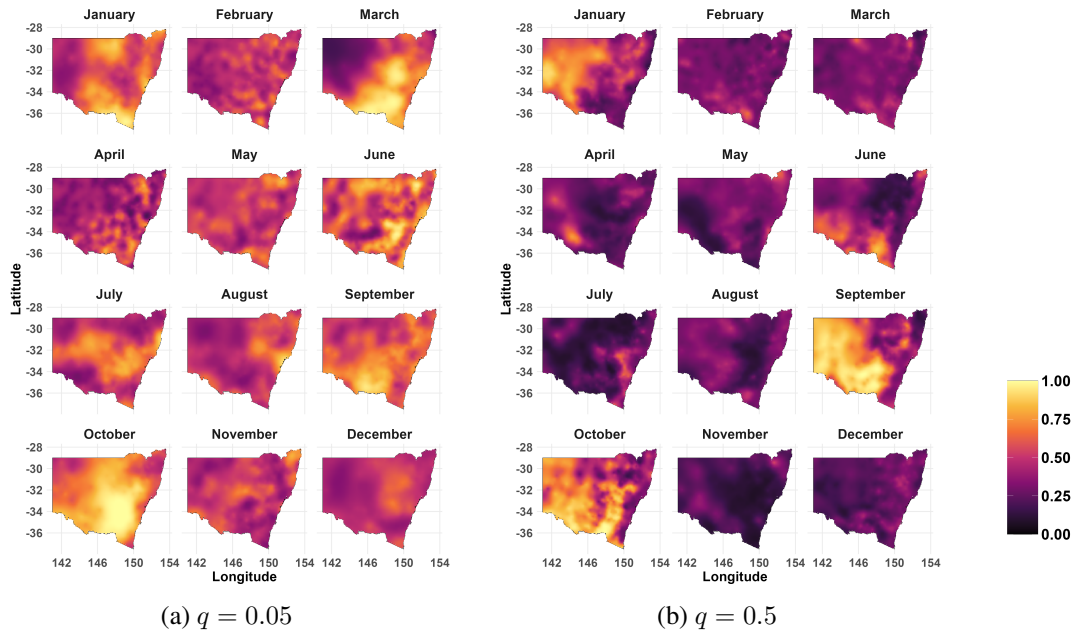 January February March
-28
-30
-32
-34
-36
April May June
-28
-30
-32
-34
-36
July August September
-28
-30
-32
-34
-36
October November December
-28
-30
-32
-34
-36
142 146 150 154 142 146 150 154 142 146 150 154
Latitude
Longitude
(a) q = 0.05
January February March
-28
-30
-32
-34
-36
April May June
-28
-30
-32
-34
-36
July August September
-28
-30
-32
-34
-36
October November December
-28
-30
-32
-34
-36
142 146 150 154 142 146 150 154 142 146 150 154
Latitude
Longitude
(b) q = 0.5
1.00
0.75
0.50
0.25
0.00